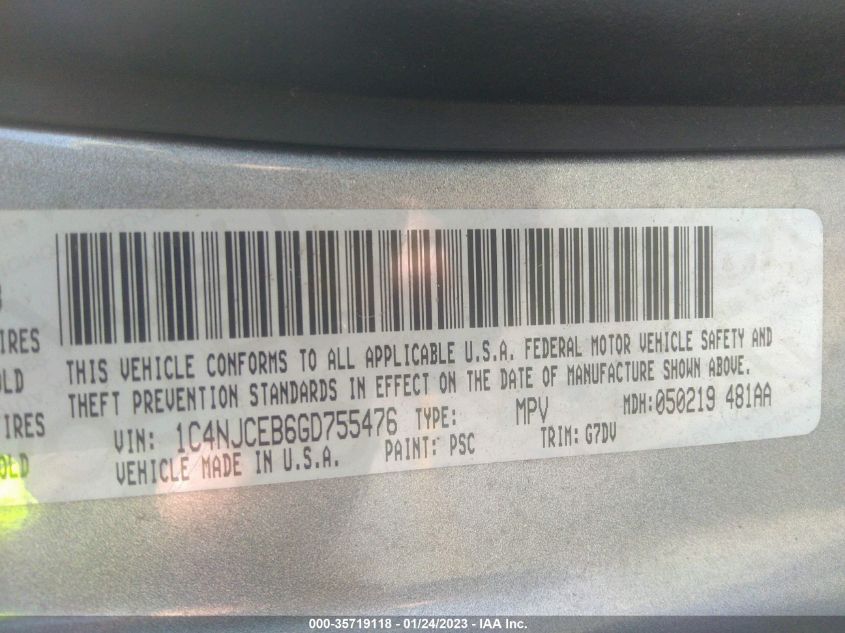 IRES
THIS VEHICLE CONFORMS TO ALL APPLICABLE U.S.A. FEDERAL MOTOR VEHICLE SAFETY AND
OLD
THEFT PREVENTION STANDARDS IN EFFECT ON THE DATE OF MANUFACTURE SHOWN ABOVE.
IRES
VIN: 1C4NJCEB6GD755476 TYPE: MPV MDH:050219 481AA
OLD
VEHICLE MADE IN U.S.A. PAINT: PSC TRIM: G7DV
000-35719118 - 01/24/2023 - IAA Inc.